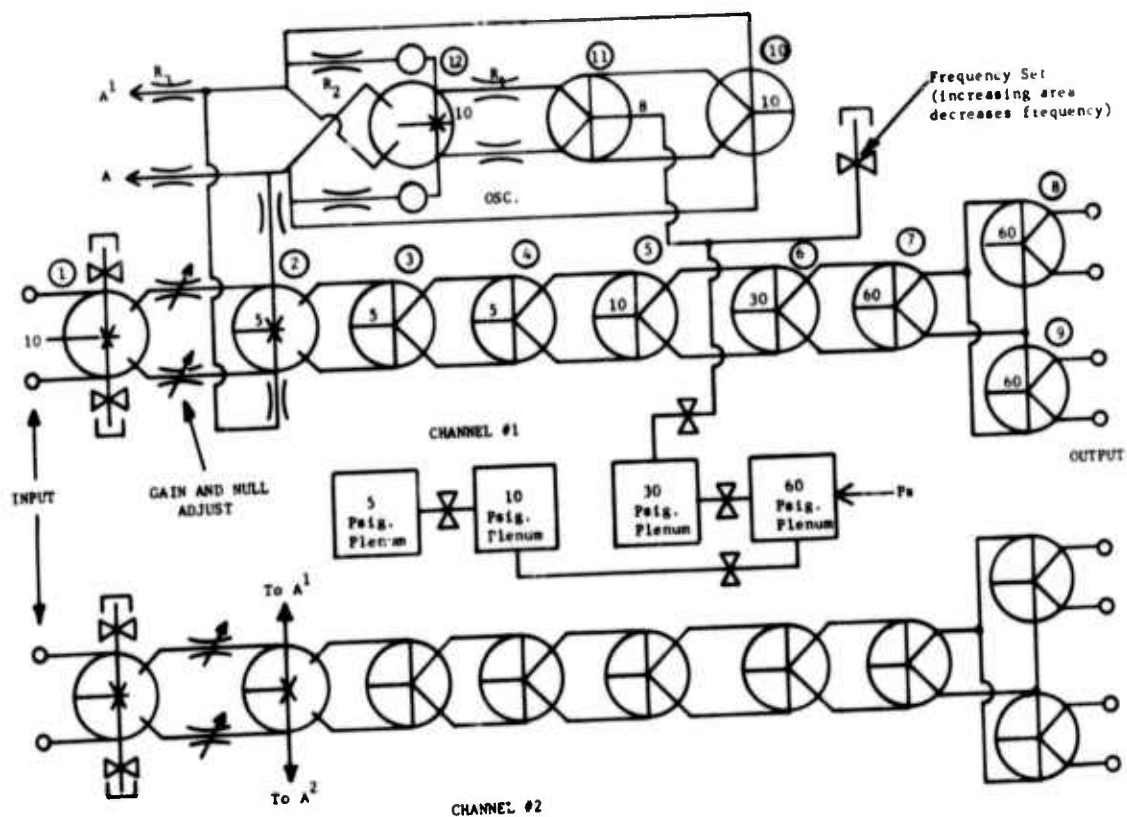 12
11
10
A1
R1
R2
R1
10
8
10
Frequency Set
(increasing area
decreases frequency)
A
OSC.
1
2
3
4
5
6
7
8
9
10
5
5
5
10
30
60
60
60
CHANNEL #1
OUTPUT
INPUT
GAIN AND NULL
ADJUST
5
Psig.
Plenum
10
Psig.
Plenum
30
Psig.
Plenum
60
Psig.
Plenum
Ps
To A1
To A2
CHANNEL #2